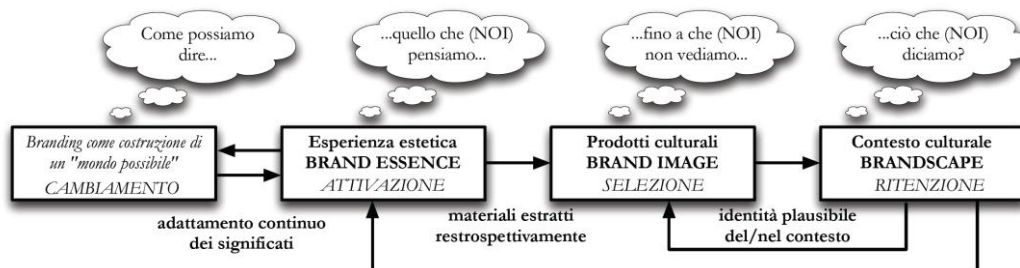 Come possiamo
dire...
...quello che (NOI)
pensiamo...
...fino a che (NOI)
non vediamo...
...ciò che (NOI)
diciamo?
Branding come costruzione di
un "mondo possibile"
CAMBIAMENTO
Esperienza estetica
BRAND ESSENCE
ATTIVAZIONE
Prodotti culturali
BRAND IMAGE
SELEZIONE
Contesto culturale
BRANDSCAPE
RITENZIONE
adattamento continuo
dei significati
materiali estratti
restrospettivamente
identità plausibile
del/nel contesto